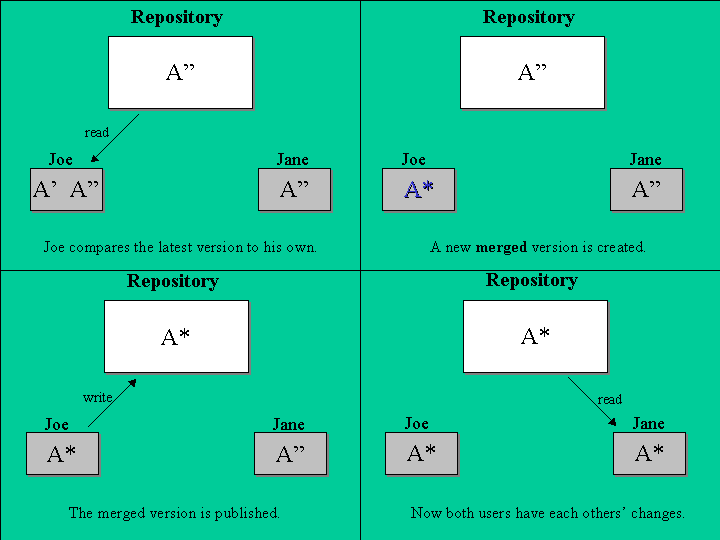 Repository
A”
read
Joe
Jane
A’ A”
A”
Joe compares the latest version to his own.
Repository
A”
Joe
Jane
A*
A”
A new merged version is created.
Repository
A*
write
Joe
Jane
A*
A”
The merged version is published.
Repository
A*
read
Joe
Jane
A*
A*
Now both users have each others’ changes.